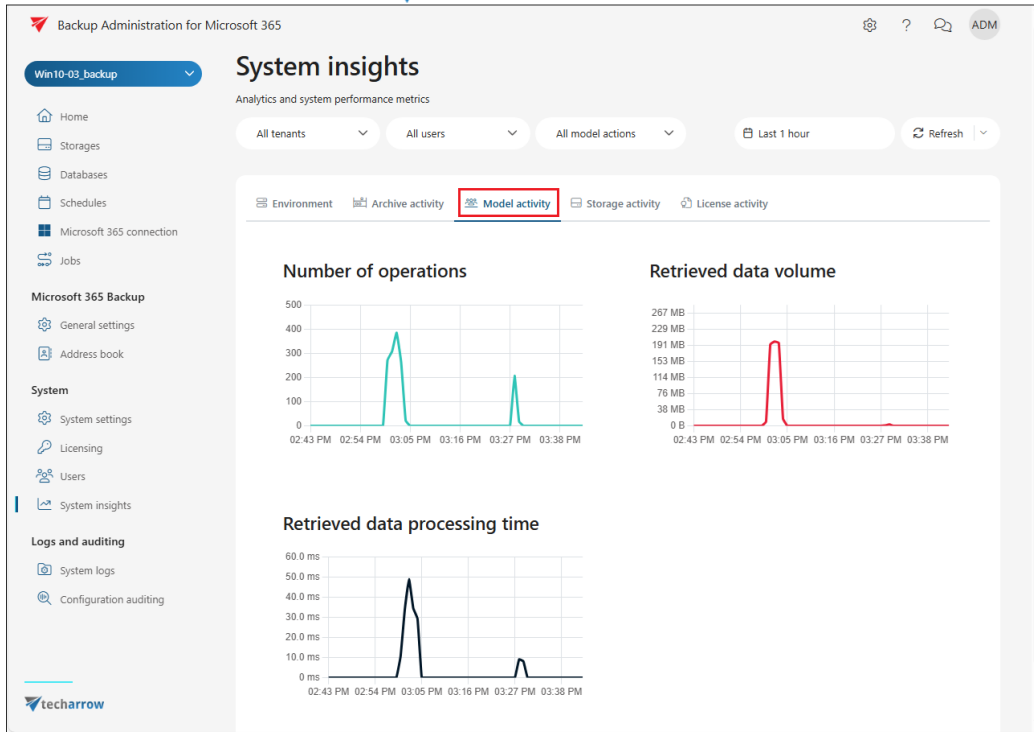 Backup Administration for Microsoft 365
ADM
Win10-03_backup
Home
Storages
Databases
Schedules
Microsoft 365 connection
Jobs
Microsoft 365 Backup
General settings
Address book
System
System settings
Licensing
Users
System insights
Logs and auditing
System logs
Configuration auditing
techarrow
System insights
Analytics and system performance metrics
All tenants All users All model actions Last 1 hour Refresh
Environment Archive activity Model activity Storage activity License activity
Number of operations
500
400
300
200
100
0
02:43 PM 02:54 PM 03:05 PM 03:16 PM 03:27 PM 03:38 PM
Retrieved data volume
267 MB
229 MB
191 MB
153 MB
114 MB
76 MB
38 MB
0 B
02:43 PM 02:54 PM 03:05 PM 03:16 PM 03:27 PM 03:38 PM
Retrieved data processing time
60.0 ms
50.0 ms
40.0 ms
30.0 ms
20.0 ms
10.0 ms
0 ms
02:43 PM 02:54 PM 03:05 PM 03:16 PM 03:27 PM 03:38 PM